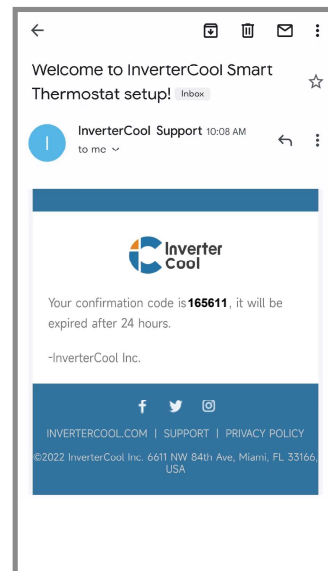 Welcome to InverterCool Smart
Thermostat setup! Inbox
I
InverterCool Support 10:08 AM
to me
Inverter
Cool
Your confirmation code is 165611, it will be
expired after 24 hours.
-InverterCool Inc.
INVERTERCOOL.COM | SUPPORT | PRIVACY POLICY
©2022 InverterCool Inc. 6611 NW 84th Ave, Miami, FL 33166,
USA